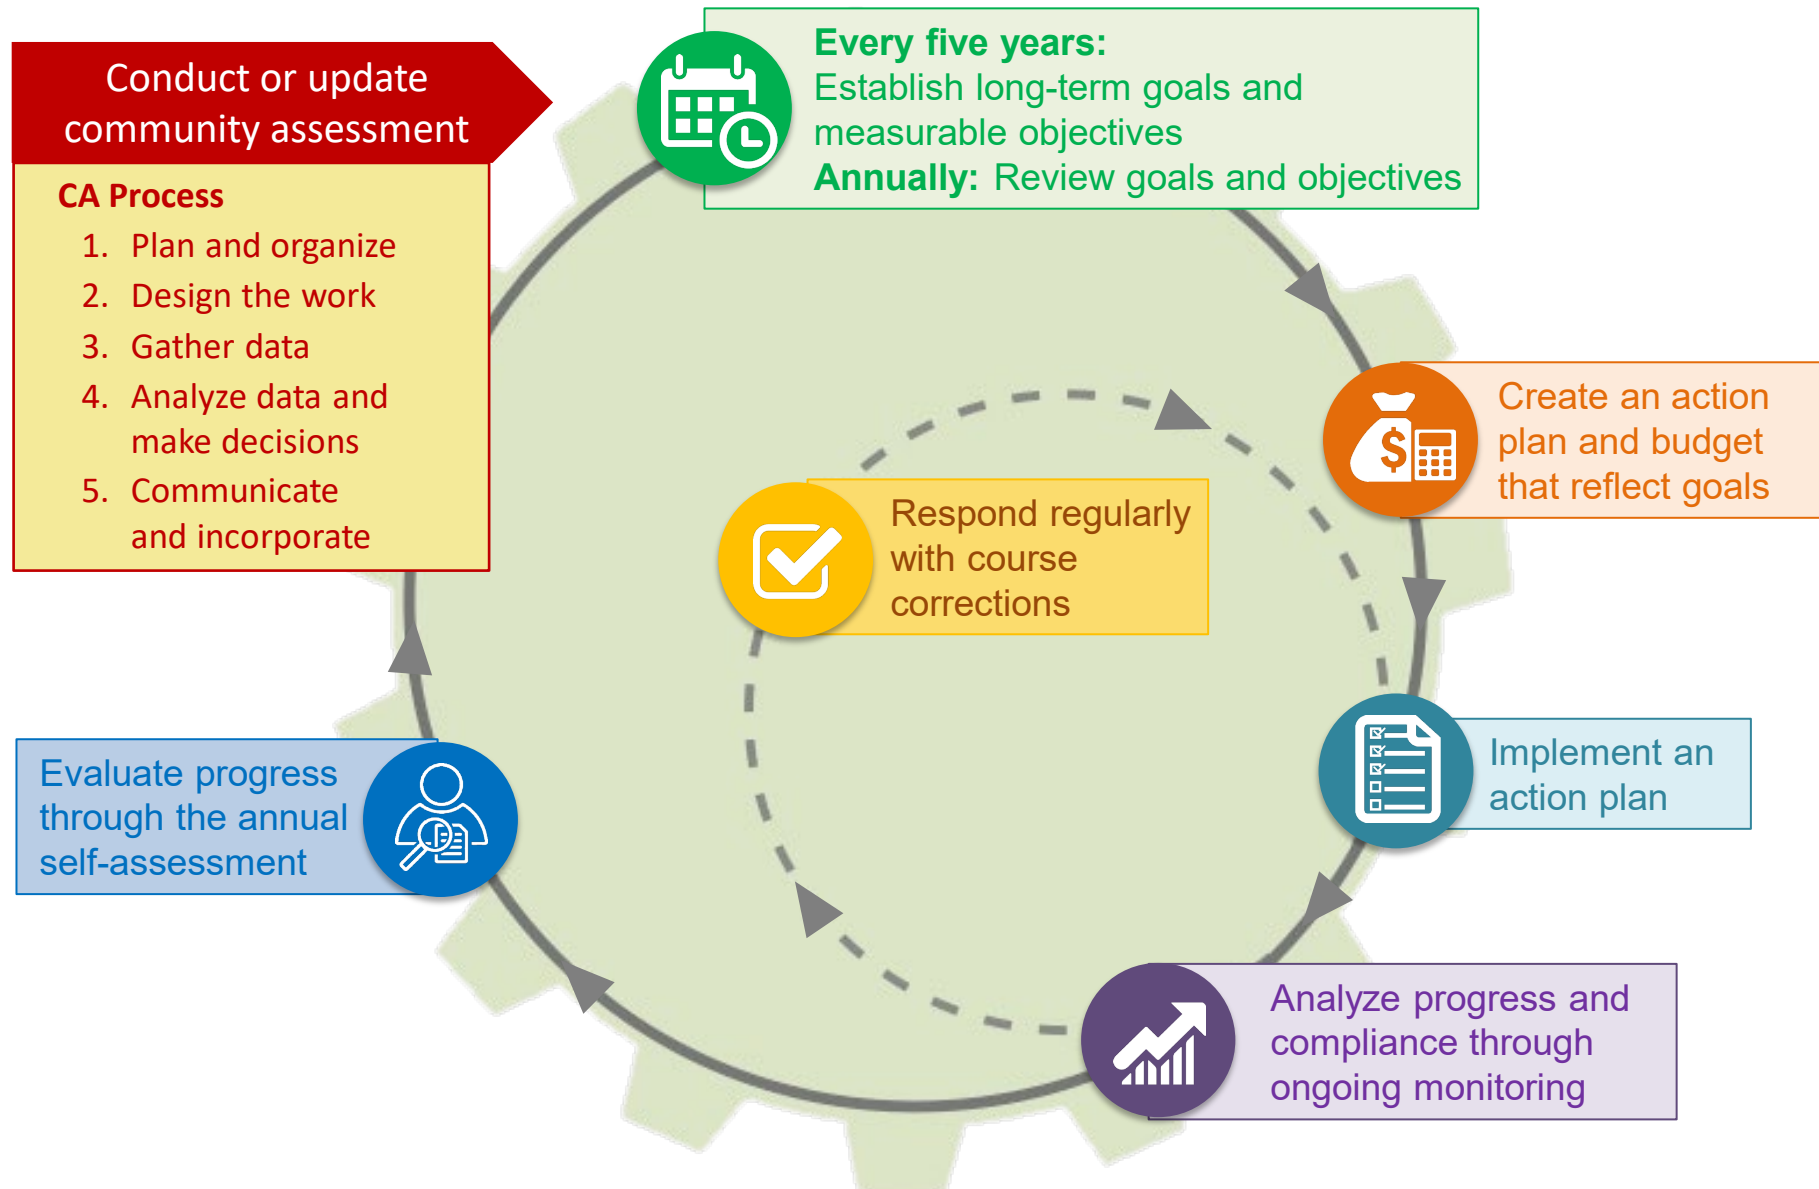 Conduct or update
community assessment
CA Process
1. Plan and organize
2. Design the work
3. Gather data
4. Analyze data and
make decisions
5. Communicate
and incorporate
Every five years:
Establish long-term goals and
measurable objectives
Annually: Review goals and objectives
Create an action
plan and budget
that reflect goals
$
Respond regularly
with course
corrections
Implement an
action plan
Analyze progress and
compliance through
ongoing monitoring
Evaluate progress
through the annual
self-assessment